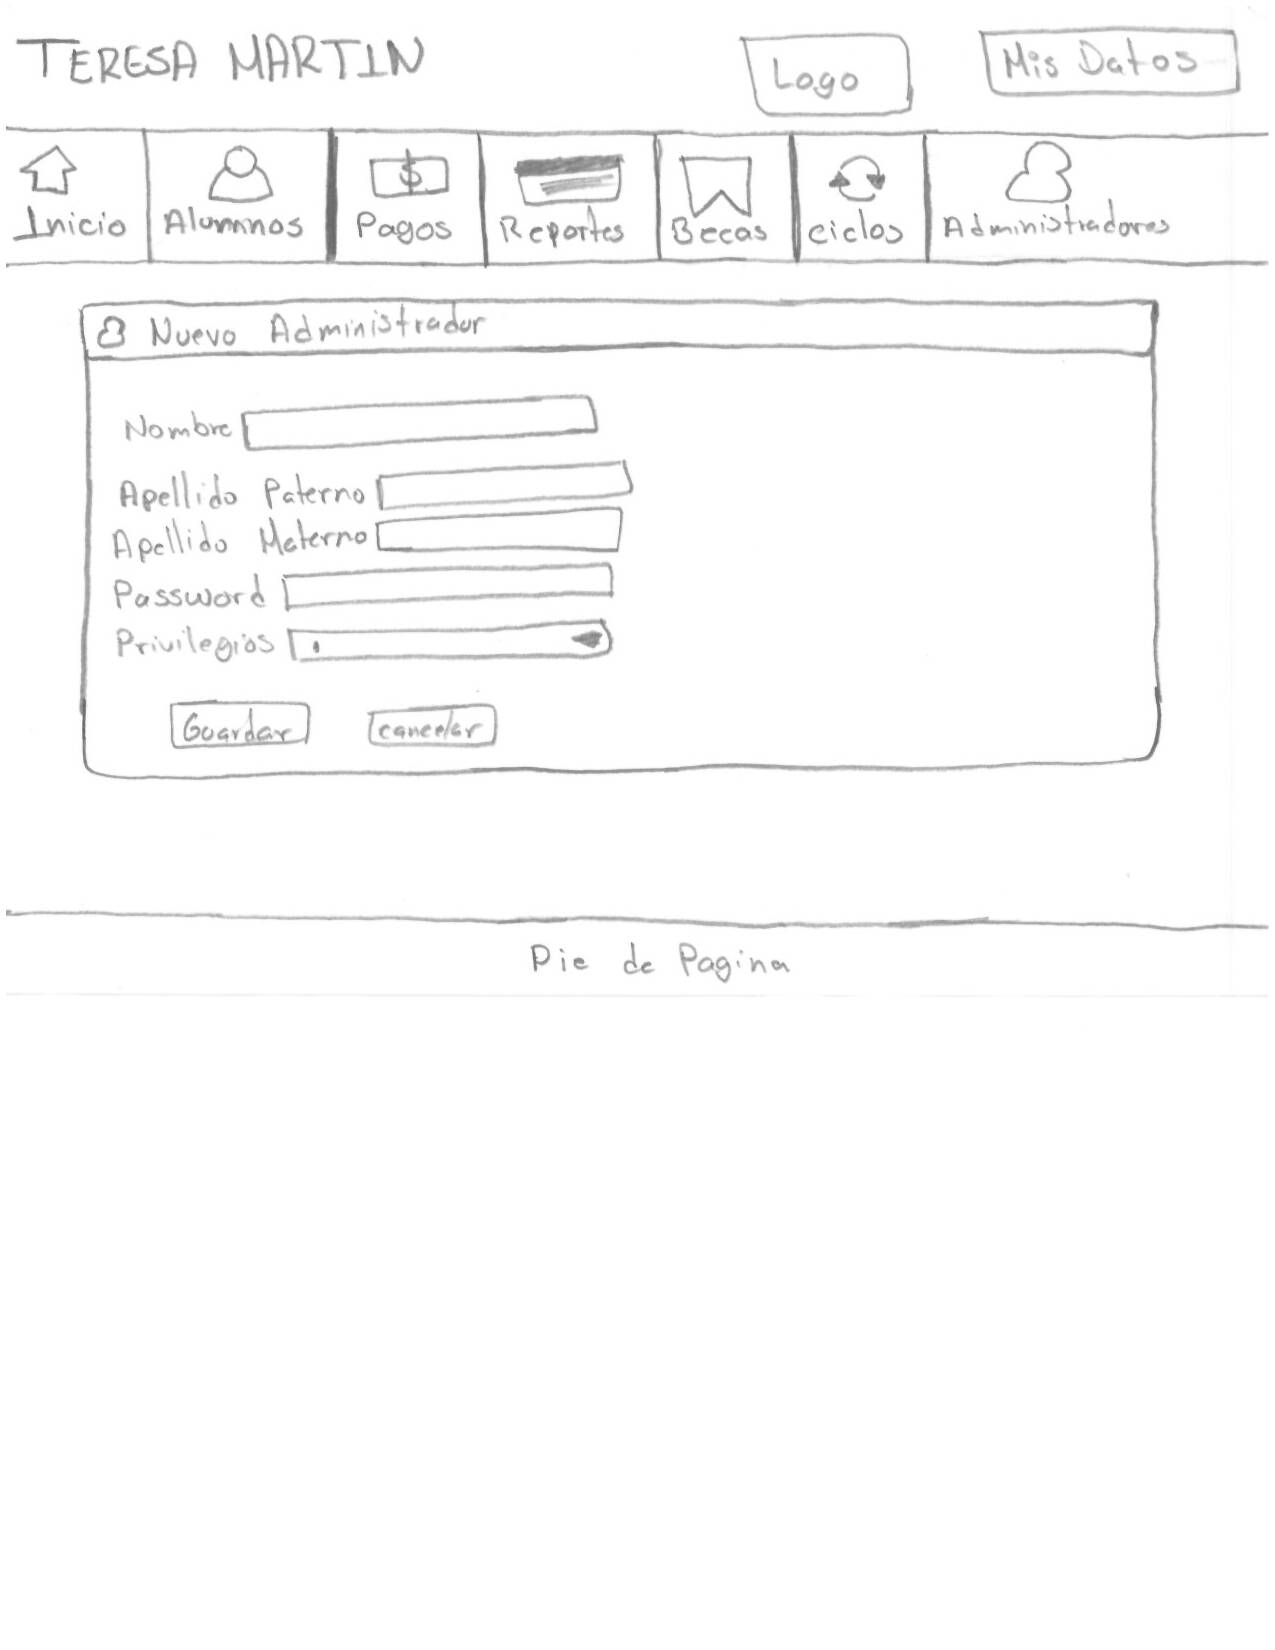 TERESA MARTIN
Logo
Mis Datos
Inicio
Alumnos
Pagos
$
Reportes
Becas
ciclos
Administradores
Nuevo Administrador
Nombre
Apellido Paterno
Apellido Materno
Password
Privilegios
Guardar
cancelar
Pie de Pagina